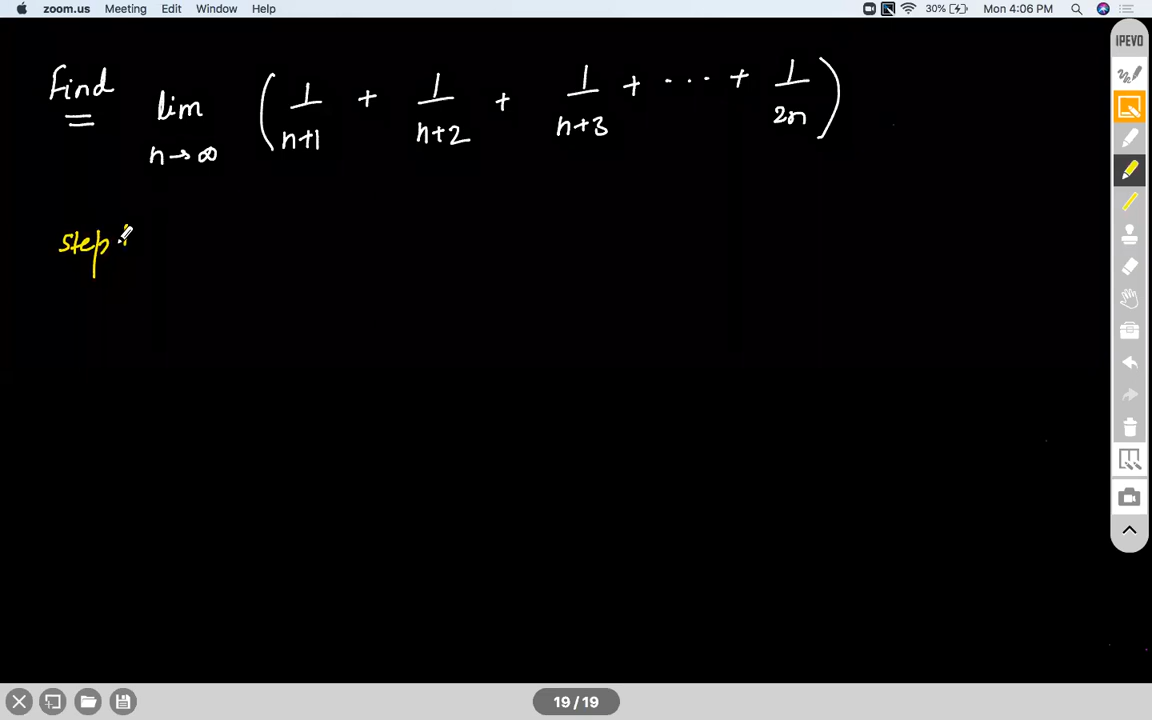 zoom.us Meeting Edit Window Help 30% Mon 4:06 PM
IPEVO
Find lim n→∞ (1/n+1 + 1/n+2 + 1/n+3 + ... + 1/2n)
step
19 / 19